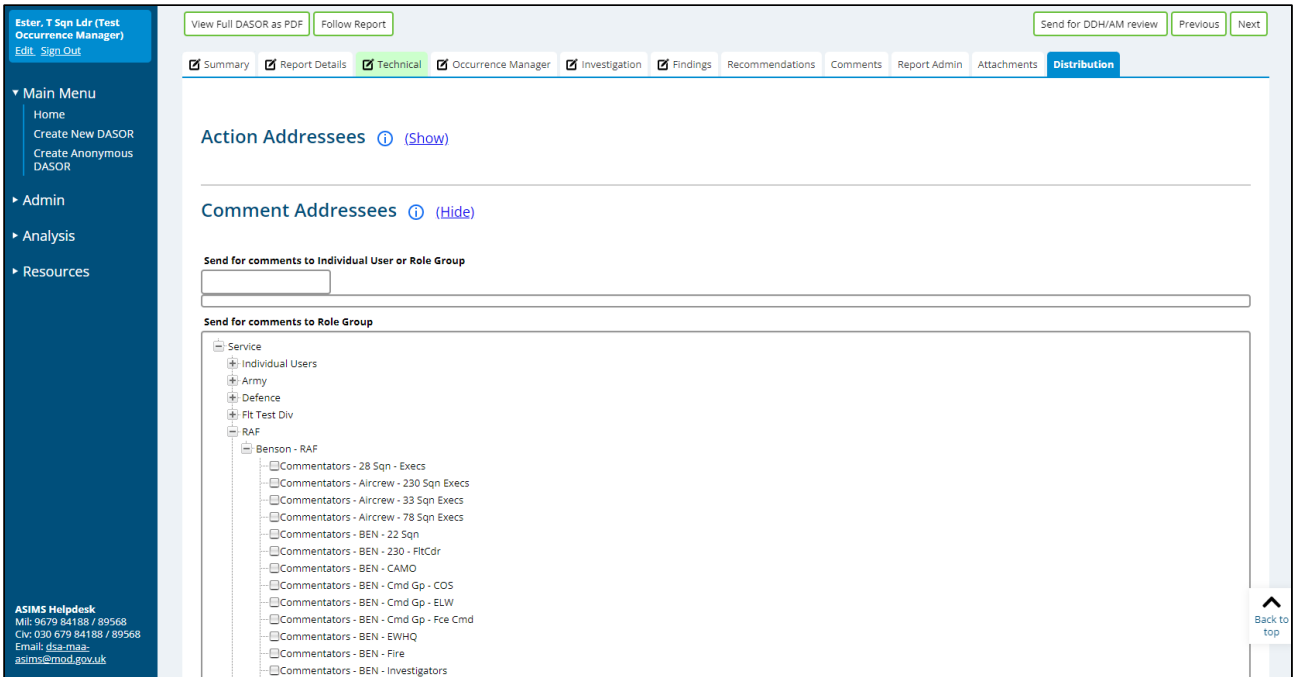 Ester, T Sqn Ldr (Test
Occurrence Manager)
Edit Sign Out
Main Menu
Home
Create New DASOR
Create Anonymous
DASOR
Admin
Analysis
Resources
ASIMS Helpdesk
Mil: 9679 84188 / 89568
Civ: 030 679 84188 / 89568
Email: dsa-maa-
asims@mod.gov.uk
View Full DASOR as PDF Follow Report Send for DDH/AM review Previous Next
Summary Report Details Technical Occurrence Manager Investigation Findings Recommendations Comments Report Admin Attachments Distribution
Action Addressees (Show)
Comment Addressees (Hide)
Send for comments to Individual User or Role Group
Send for comments to Role Group
Service
Individual Users
Army
Defence
Flt Test Div
RAF
Benson - RAF
Commentators - 28 Sqn - Execs
Commentators - Aircrew - 230 Sqn Execs
Commentators - Aircrew - 33 Sqn Execs
Commentators - Aircrew - 78 Sqn Execs
Commentators - BEN - 22 Sqn
Commentators - BEN - 230 - FltCdr
Commentators - BEN - CAMO
Commentators - BEN - Cmd Gp - COS
Commentators - BEN - Cmd Gp - ELW
Commentators - BEN - Cmd Gp - Fce Cmd
Commentators - BEN - EWHQ
Commentators - BEN - Fire
Commentators - BEN - Investigators
Back to
top